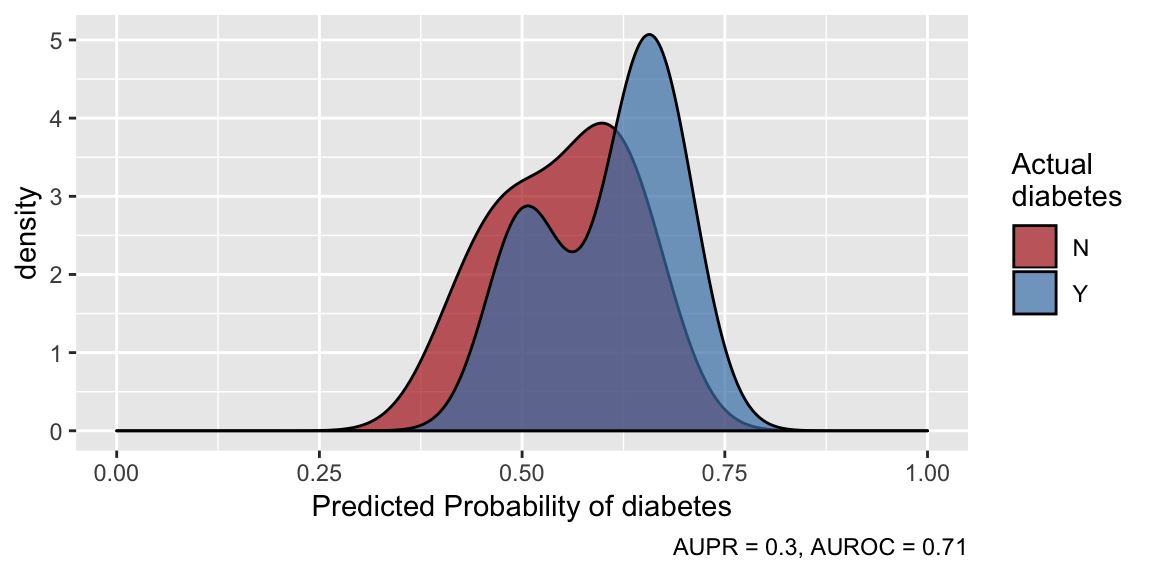 5
4
3
2
1
0
density
0.00 0.25 0.50 0.75 1.00
Predicted Probability of diabetes
Actual
diabetes
N
Y
AUPR = 0.3, AUROC = 0.71